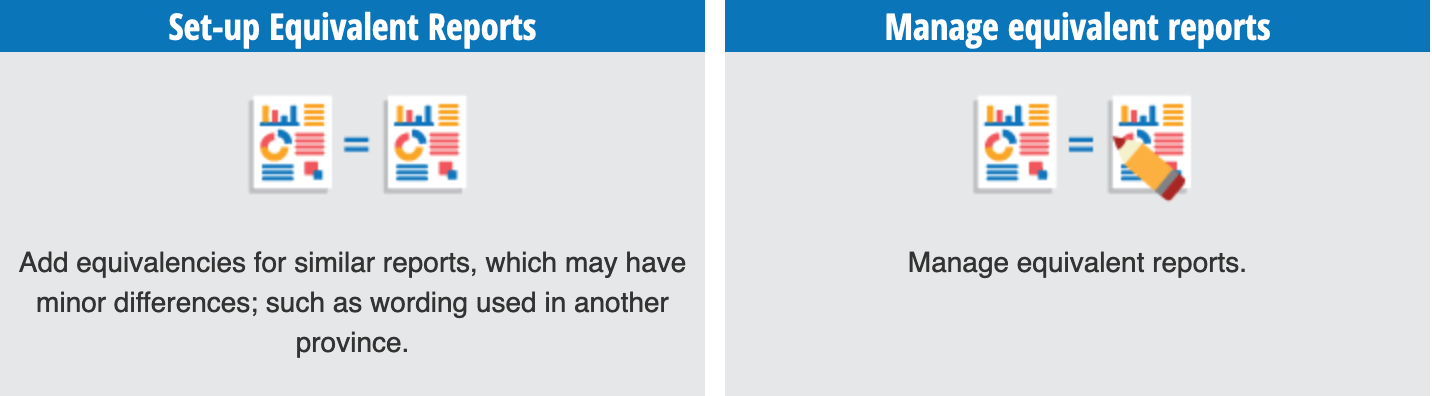 Set-up Equivalent Reports
Add equivalencies for similar reports, which may have
minor differences; such as wording used in another
province.
Manage equivalent reports
Manage equivalent reports.